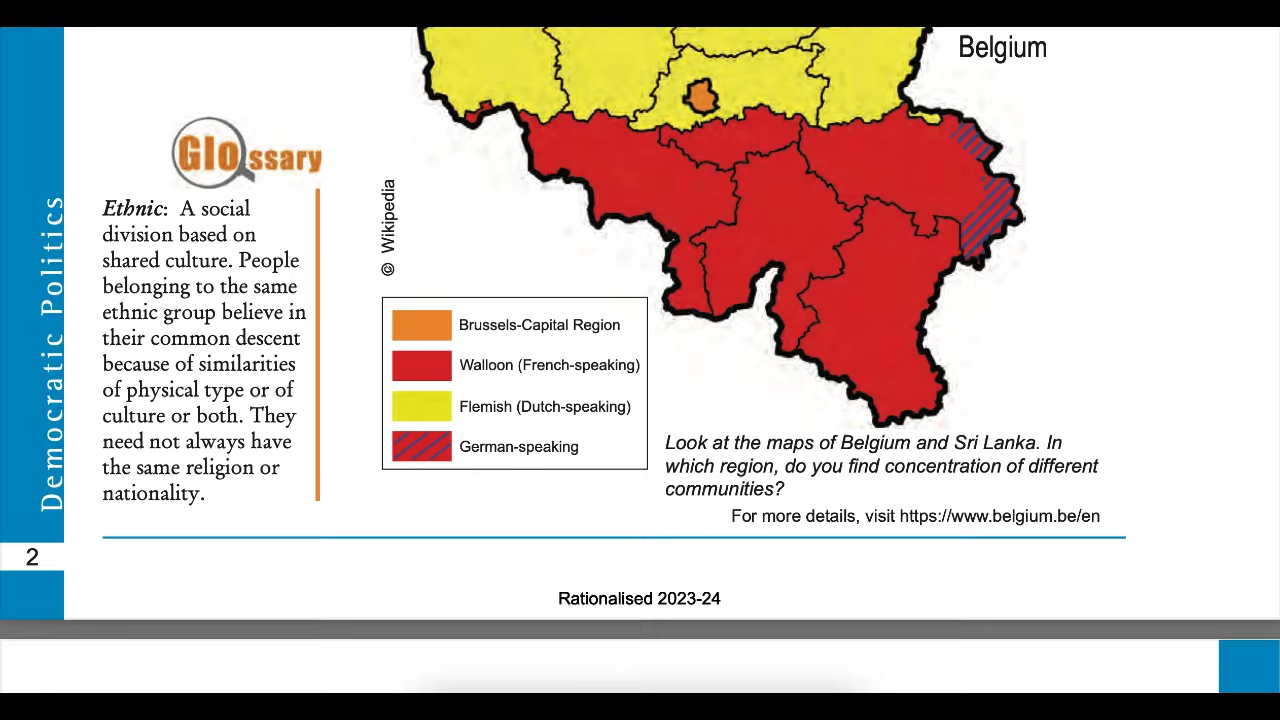 Democratic Politics
2
Glossary
Ethnic: A social
division based on
shared culture. People
belonging to the same
ethnic group believe in
their common descent
because of similarities
of physical type or of
culture or both. They
need not always have
the same religion or
nationality.
© Wikipedia
Belgium
Brussels-Capital Region
Walloon (French-speaking)
Flemish (Dutch-speaking)
German-speaking
Look at the maps of Belgium and Sri Lanka. In
which region, do you find concentration of different
communities?
For more details, visit https://www.belgium.be/en
Rationalised 2023-24